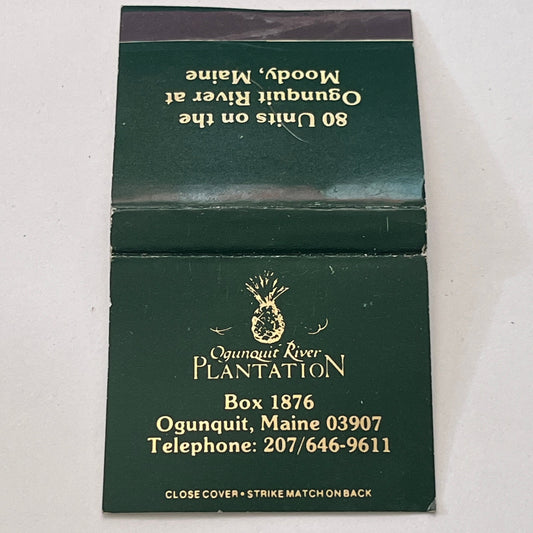 80 Units on the
Ogunquit River at
Moody, Maine
Ogunquit River
PLANTATION
Box 1876
Ogunquit, Maine 03907
Telephone: 207/646-9611
CLOSE COVER • STRIKE MATCH ON BACK